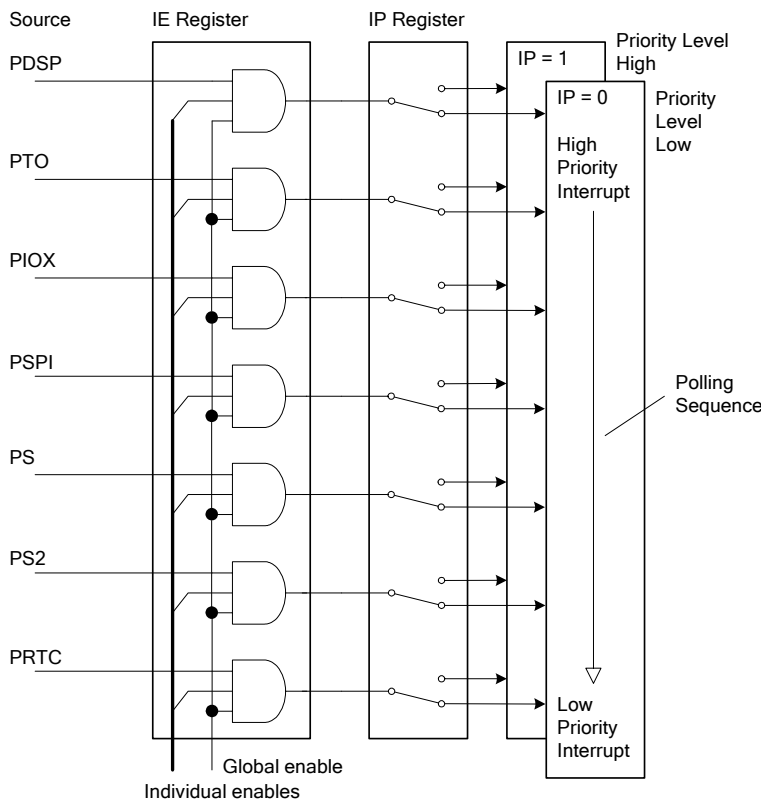 Source
IE Register
IP Register
PDSP
PTO
PIOX
PSPI
PS
PS2
PRTC
Global enable
Individual enables
IP = 1
Priority Level
High
IP = 0
Priority
Level
Low
High
Priority
Interrupt
Polling
Sequence
Low
Priority
Interrupt